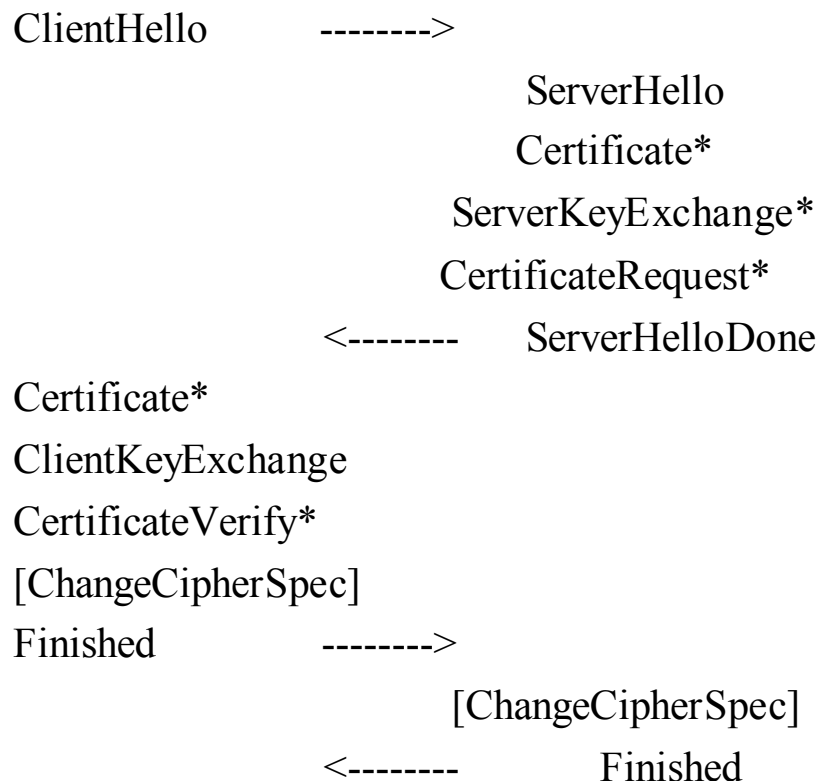 ClientHello -------->
ServerHello
Certificate*
ServerKeyExchange*
CertificateRequest*
<-------- ServerHelloDone
Certificate*
ClientKeyExchange
CertificateVerify*
[ChangeCipherSpec]
Finished -------->
[ChangeCipherSpec]
<-------- Finished